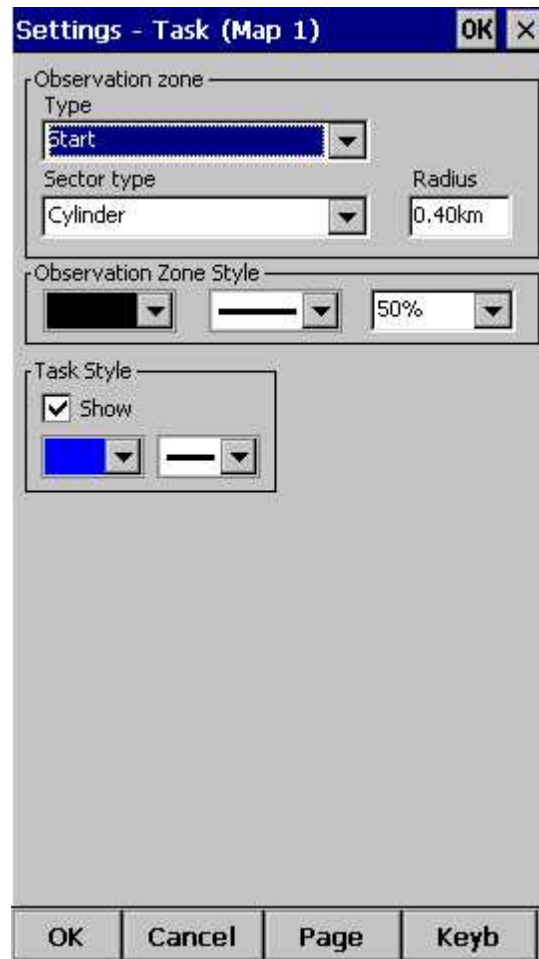 Settings - Task (Map 1) OK ×
Observation zone
Type
Start
Sector type Radius
Cylinder 0.40km
Observation Zone Style
50%
Task Style
Show
OK Cancel Page Keyb